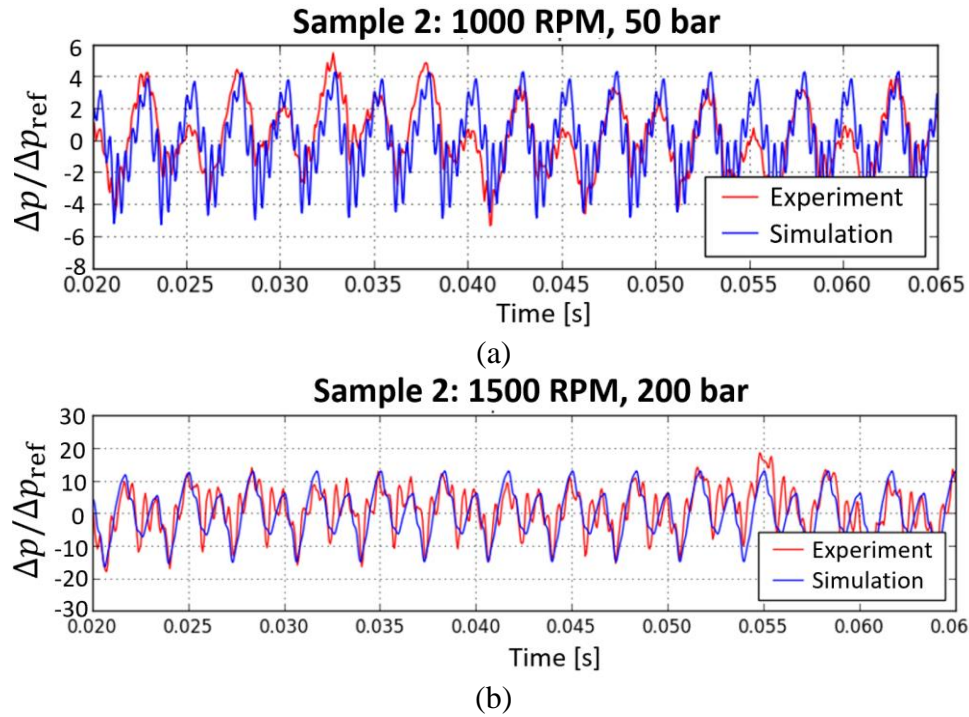 Sample 2: 1000 RPM, 50 bar
Δp/Δp_ref
6
4
2
0
2
-4
-6
-8
Experiment
Simulation
0.020 0.025 0.030 0.035 0.040 0.045 0.050 0.055 0.060 0.065
Time [s]
(a)
Sample 2: 1500 RPM, 200 bar
Δp/Δp_ref
30
20
10
0
-10
-20
-30
Experiment
Simulation
0.020 0.025 0.030 0.035 0.040 0.045 0.050 0.055 0.060 0.06
Time [s]
(b)